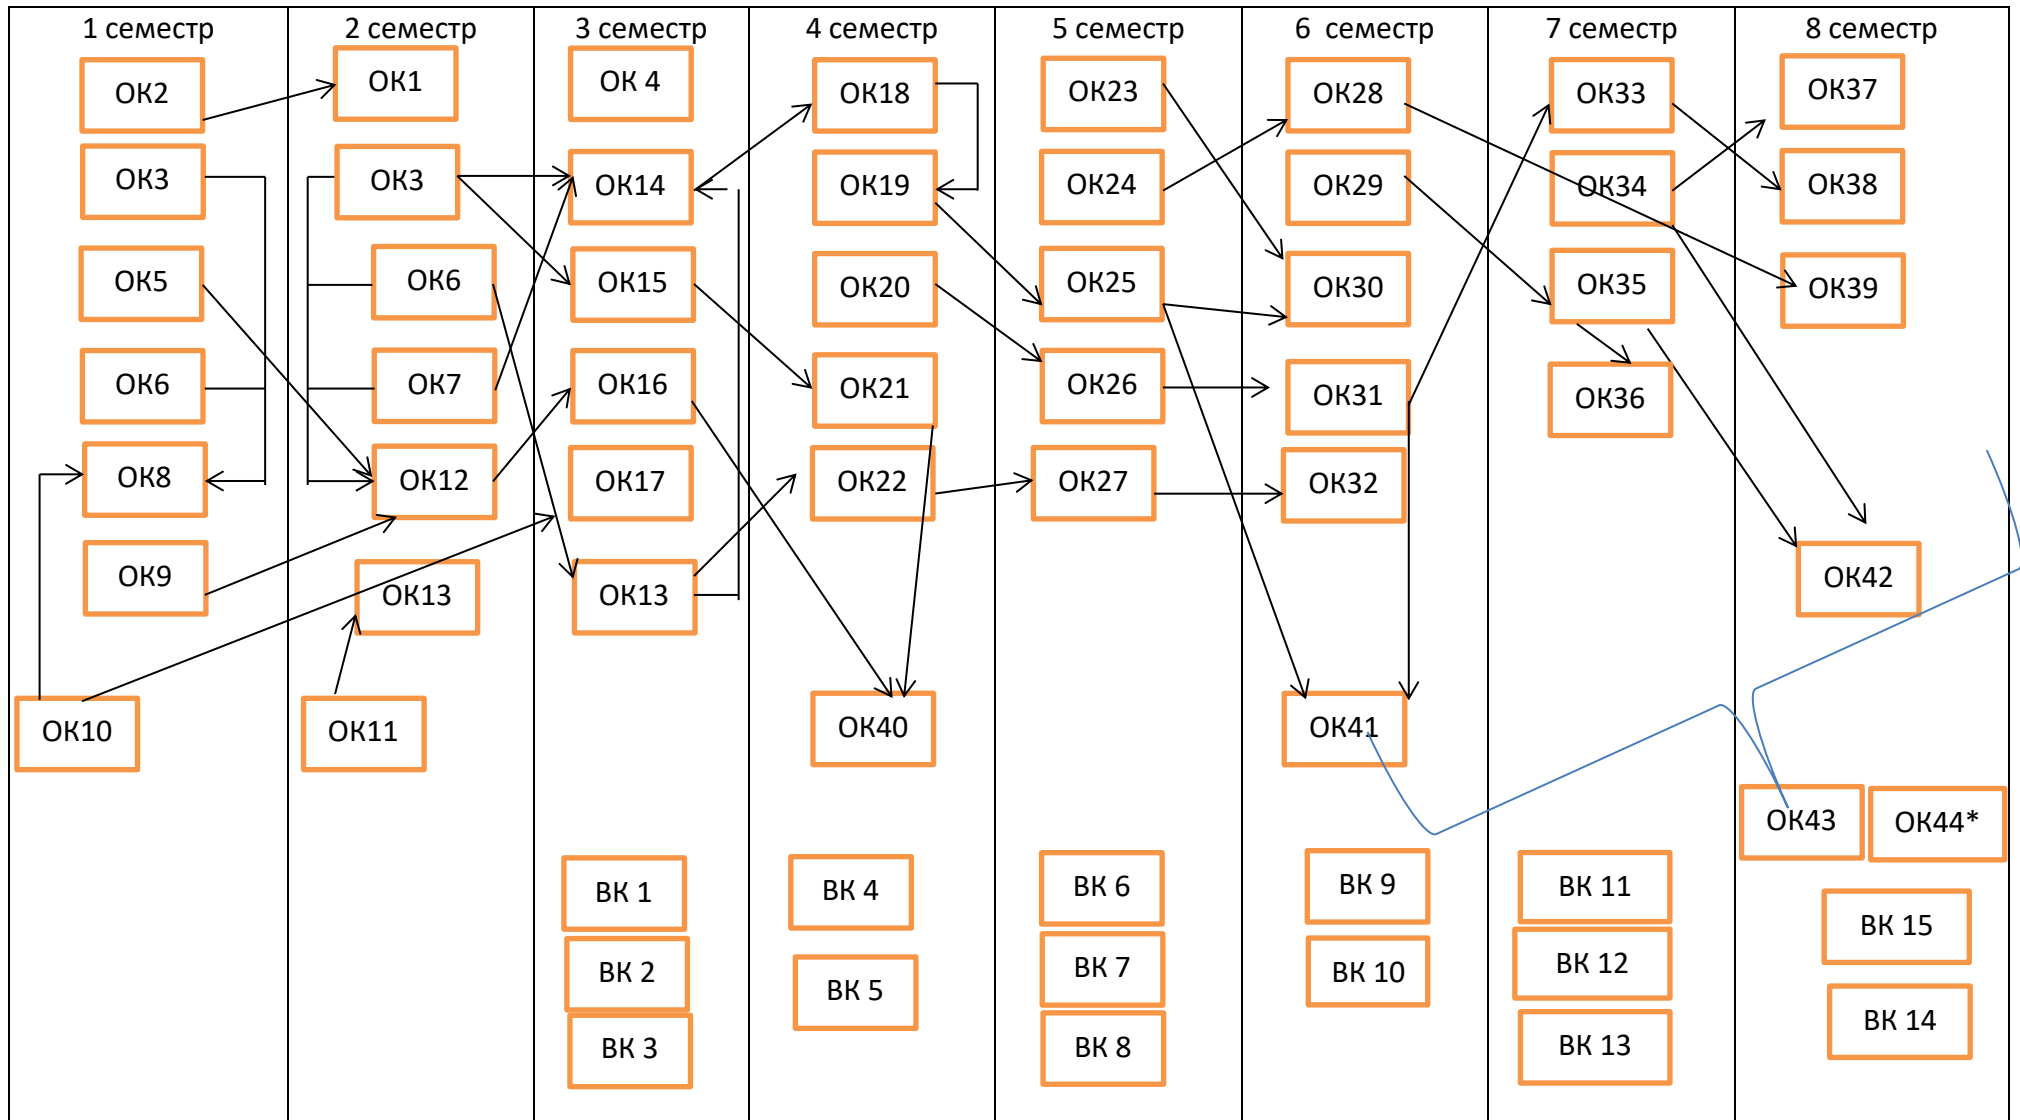 1 семестр
ОК2
ОК3
ОК5
ОК6
ОК8
ОК9
ОК10
2 семестр
ОК1
ОК3
ОК6
ОК7
ОК12
ОК13
ОК11
3 семестр
ОК 4
ОК14
ОК15
ОК16
ОК17
ОК13
ВК 1
ВК 2
ВК 3
4 семестр
ОК18
ОК19
ОК20
ОК21
ОК22
ОК40
ВК 4
ВК 5
5 семестр
ОК23
ОК24
ОК25
ОК26
ОК27
ВК 6
ВК 7
ВК 8
6 семестр
ОК28
ОК29
ОК30
ОК31
ОК32
ОК41
ВК 9
ВК 10
7 семестр
ОК33
ОК34
ОК35
ОК36
ВК 11
ВК 12
ВК 13
8 семестр
ОК37
ОК38
ОК39
ОК42
ОК43
ОК44*
ВК 15
ВК 14